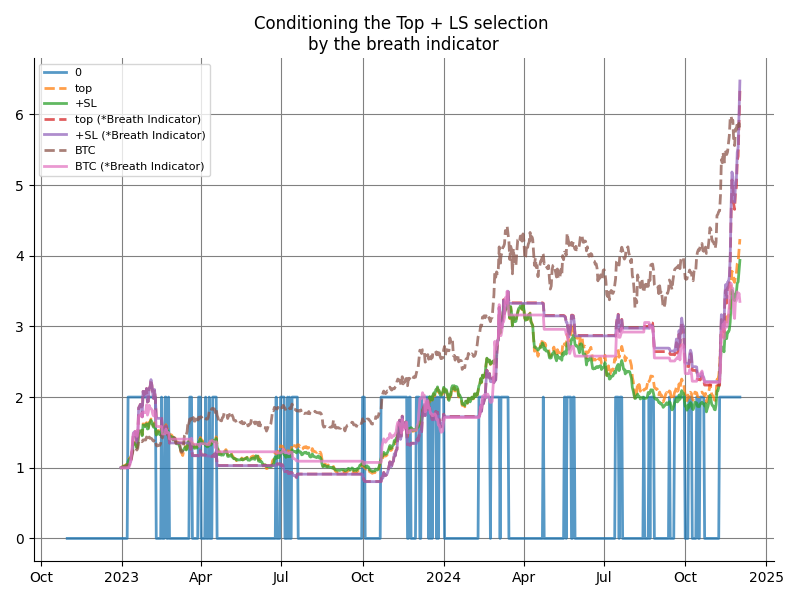 Conditioning the Top + LS selection
by the breath indicator
0
top
+SL
top (*Breath Indicator)
+SL (*Breath Indicator)
BTC
BTC (*Breath Indicator)
6
5
4
3
2
1
0
Oct
2023
Apr
Jul
Oct
2024
Apr
Jul
Oct
2025